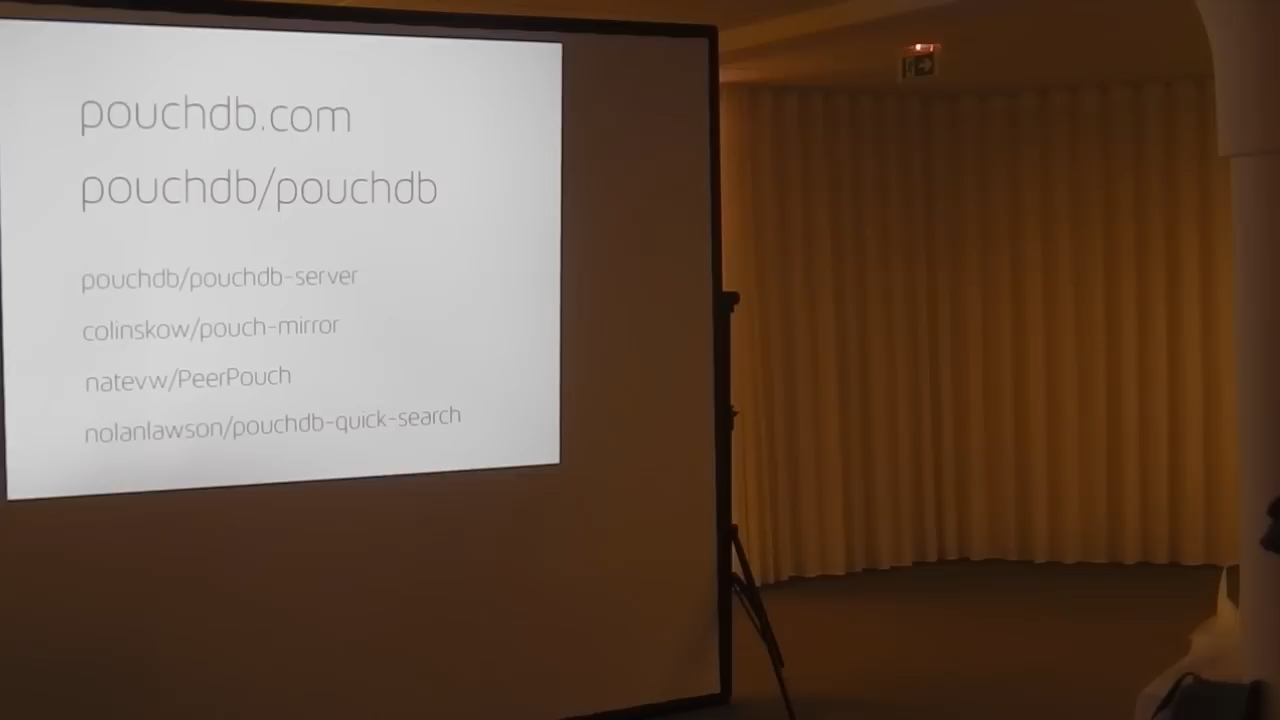 pouchdb.com
pouchdb/pouchdb
pouchdb/pouchdb-server
colinskow/pouch-mirror
natevw/PeerPouch
nolanlawson/pouchdb-quick-search